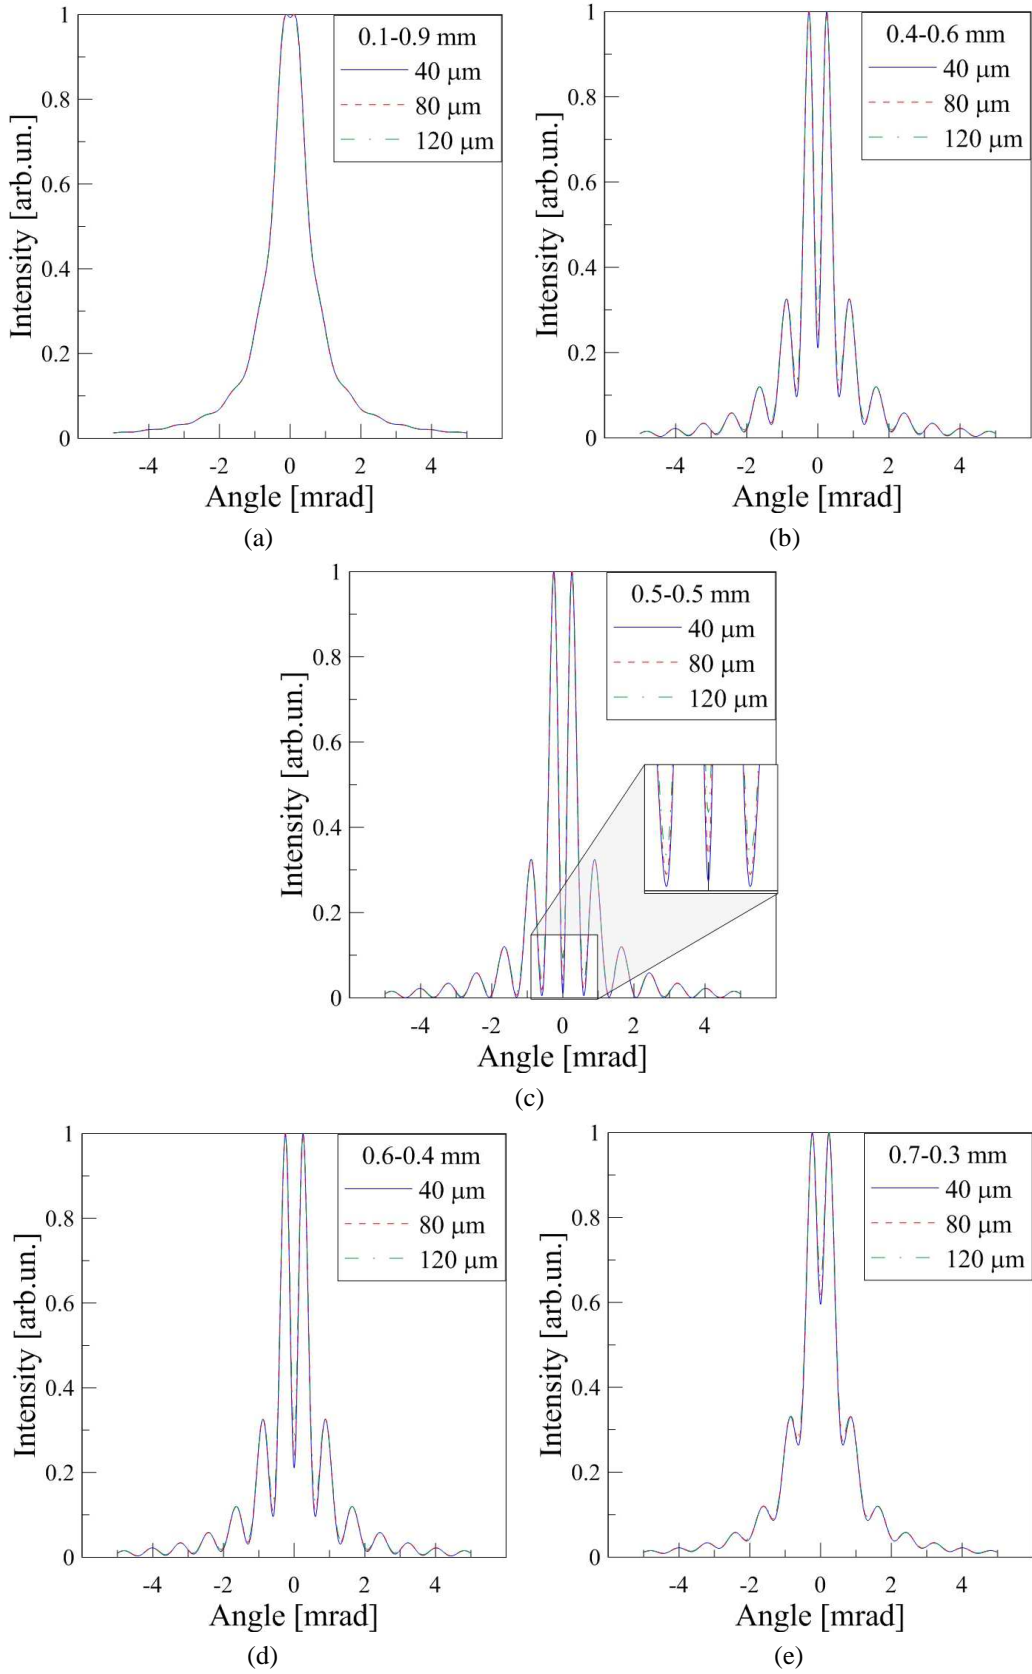 1
0.8
0.6
0.4
0.2
0
Intensity [arb.un.]
0.1-0.9 mm
40 μm
80 μm
120 μm
-4 -2 0 2 4
Angle [mrad]
(a)
1
0.8
0.6
0.4
0.2
0
Intensity [arb.un.]
0.4-0.6 mm
40 μm
80 μm
120 μm
-4 -2 0 2 4
Angle [mrad]
(b)
1
0.8
0.6
0.4
0.2
0
Intensity [arb.un.]
0.5-0.5 mm
40 μm
80 μm
120 μm
-4 -2 0 2 4
Angle [mrad]
(c)
1
0.8
0.6
0.4
0.2
0
Intensity [arb.un.]
0.6-0.4 mm
40 μm
80 μm
120 μm
-4 -2 0 2 4
Angle [mrad]
(d)
1
0.8
0.6
0.4
0.2
0
Intensity [arb.un.]
0.7-0.3 mm
40 μm
80 μm
120 μm
-4 -2 0 2 4
Angle [mrad]
(e)